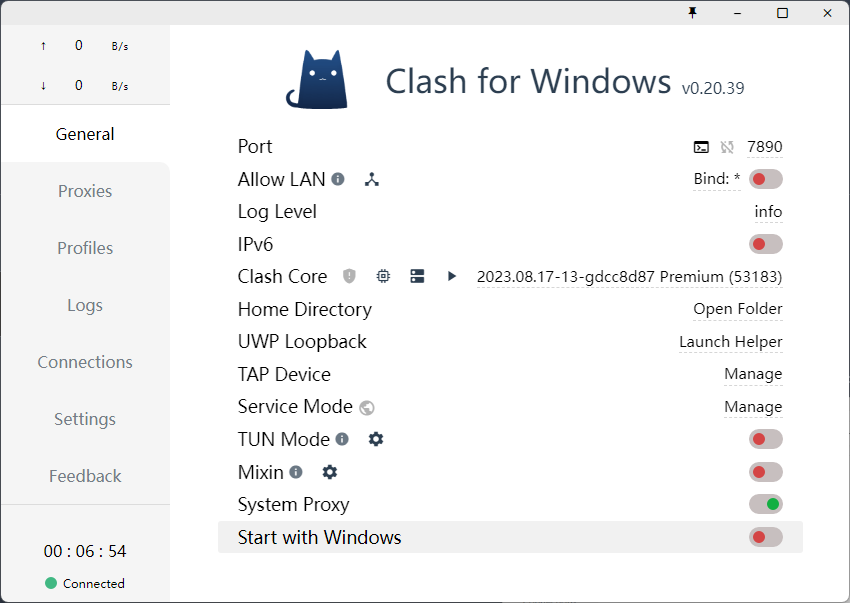 ↑ 0 B/s
↓ 0 B/s
General
Proxies
Profiles
Logs
Connections
Settings
Feedback
00 : 06 : 54
Connected
Clash for Windows v0.20.39
Port 7890
Allow LAN Bind: *
Log Level info
IPv6
Clash Core 2023.08.17-13-gdcc8d87 Premium (53183)
Home Directory Open Folder
UWP Loopback Launch Helper
TAP Device Manage
Service Mode Manage
TUN Mode
Mixin
System Proxy
Start with Windows